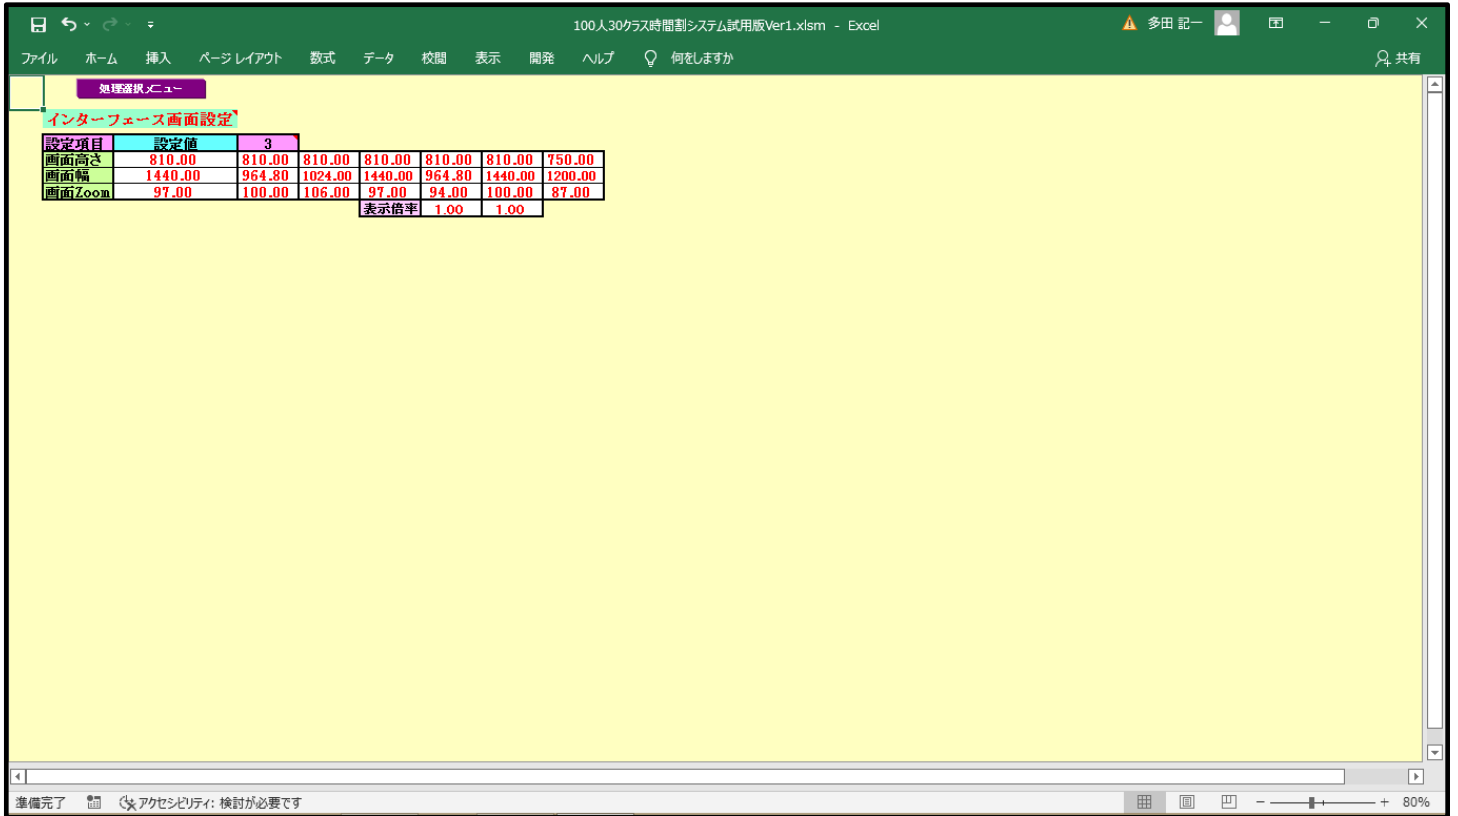 100人30クラス時間割システム試用版Ver1.xlsm - Excel 多田 記一
ファイル ホーム 挿入 ページ レイアウト 数式 データ 校閲 表示 開発 ヘルプ 何をしますか 共有
処理選択メニュー
インターフェース画面設定
設定項目 設定値 3
画面高さ 810.00 810.00 810.00 810.00 810.00 810.00 750.00
画面幅 1440.00 964.80 1024.00 1440.00 964.80 1440.00 1200.00
画面Zoom 97.00 100.00 106.00 97.00 94.00 100.00 87.00
表示倍率 1.00 1.00
準備完了 アクセシビリティ: 検討が必要です 80%